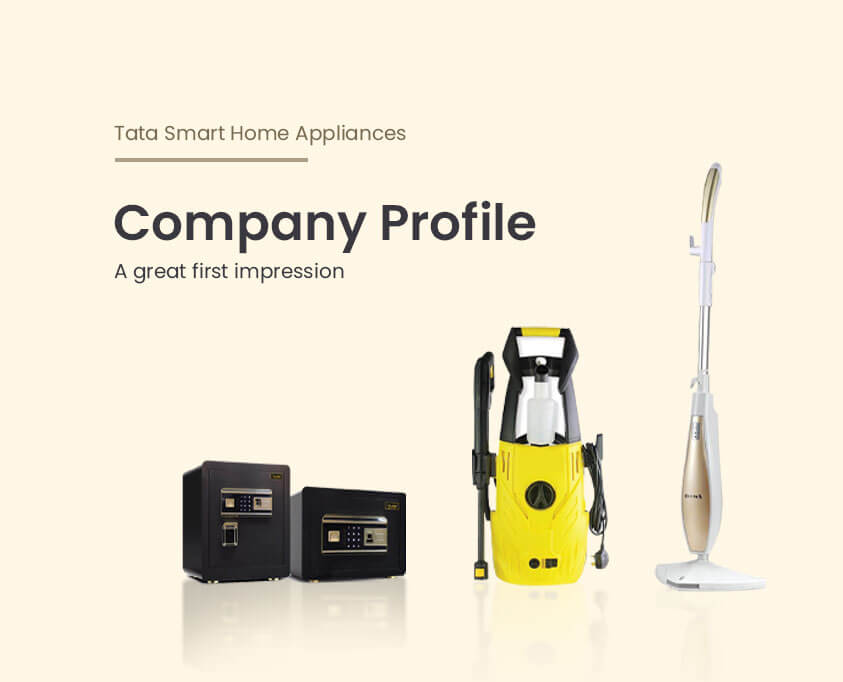 Tata Smart Home Appliances
Company Profile
A great first impression